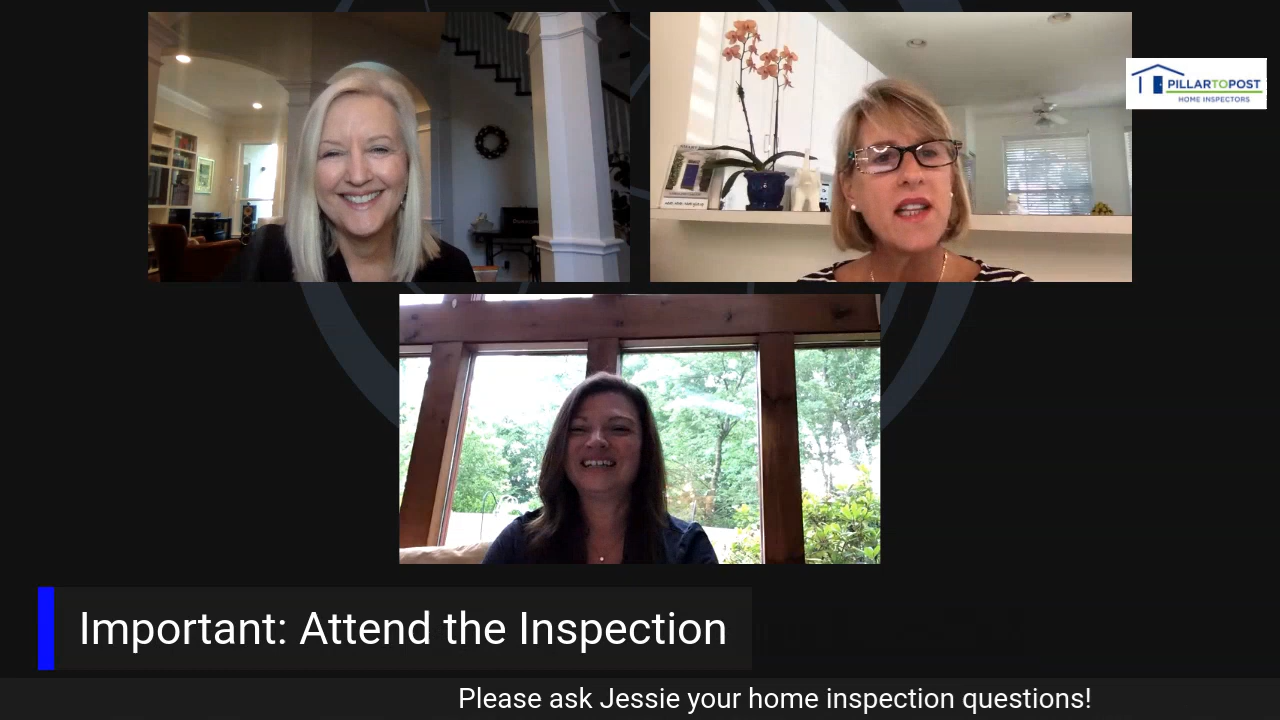 PILLARTOPOST
HOME INSPECTORS
Important: Attend the Inspection
Please ask Jessie your home inspection questions!